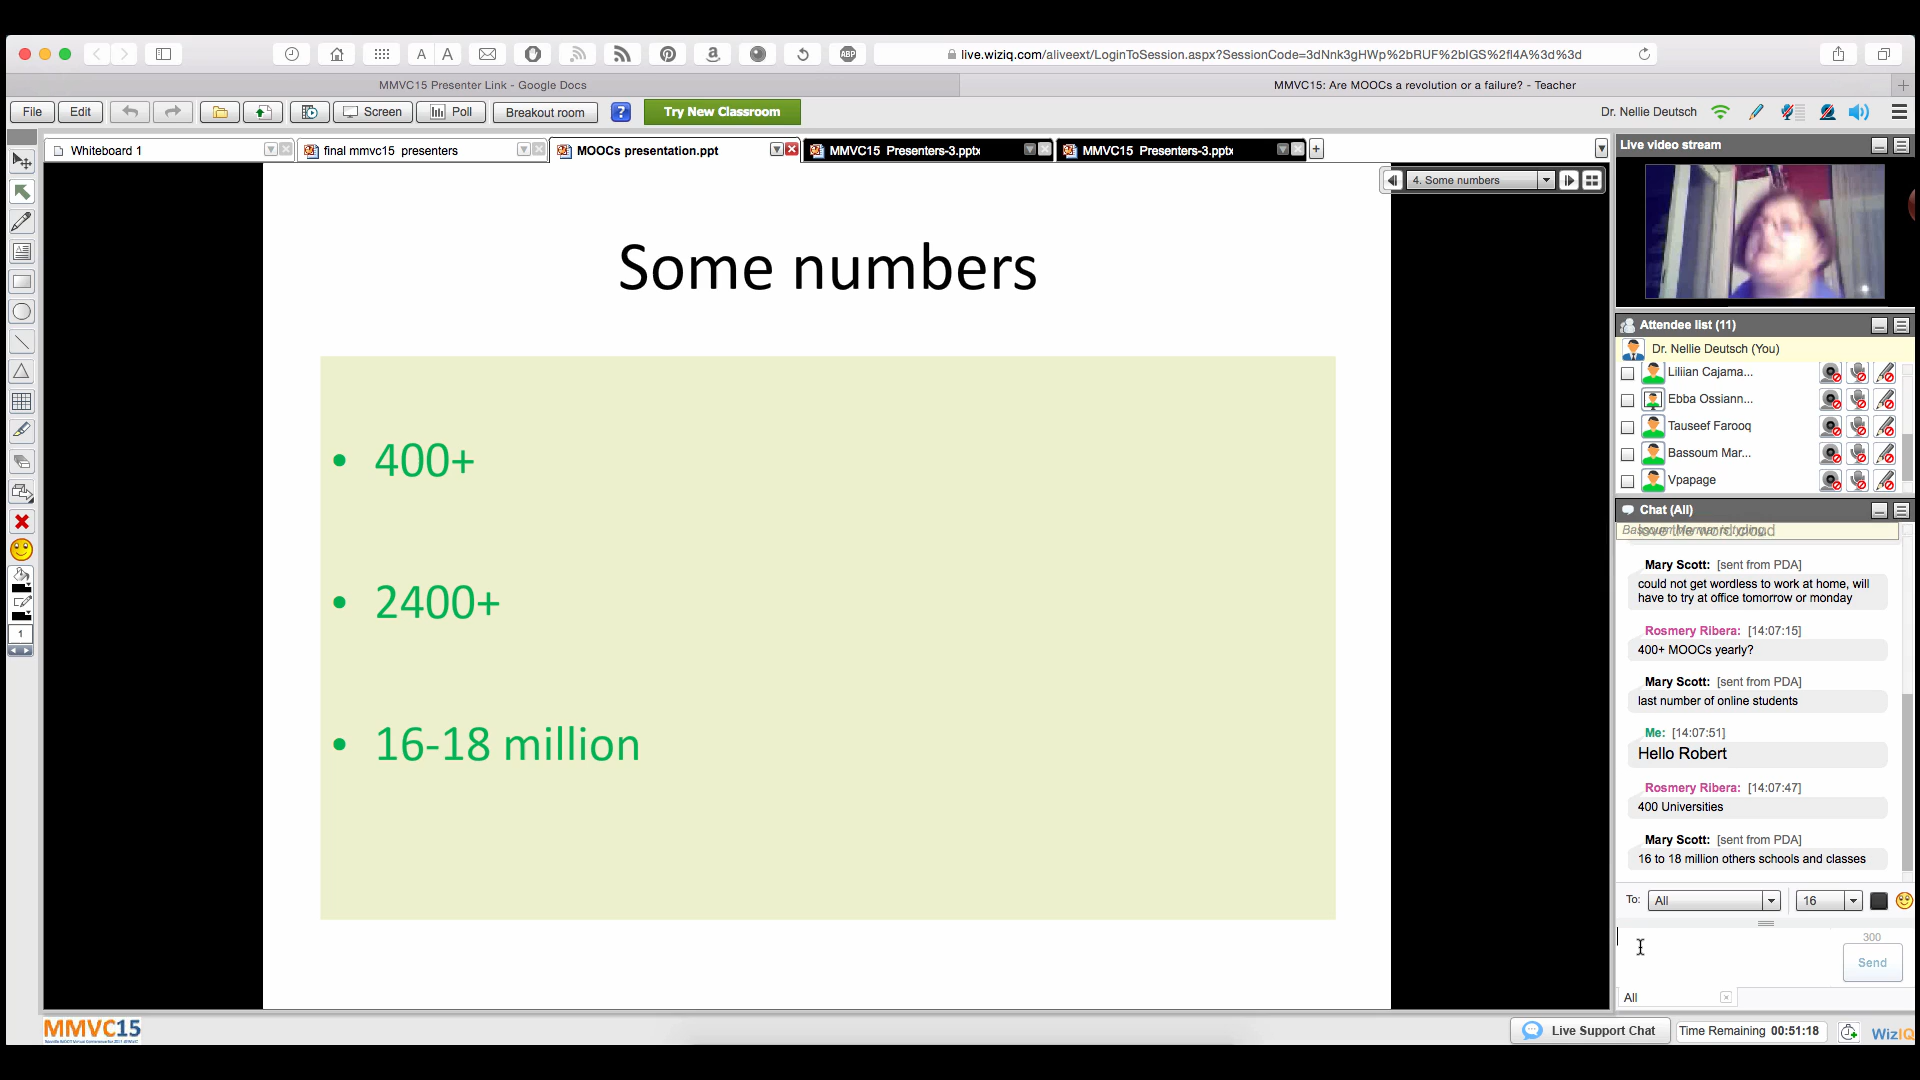 A A
ABP
live.wiziq.com/aliveext/LoginToSession.aspx?SessionCode=3dNnk3gHWp%2bRUF%2bIGS%2fl4A%3d%3d
MMVC15 Presenter Link - Google Docs
MMVC15: Are MOOCs a revolution or a failure? - Teacher
File
Edit
Screen
Poll
Breakout room
?
Try New Classroom
Dr. Nellie Deutsch
Whiteboard 1
final mmvc15 presenters
MOOCs presentation.ppt
MMVC15 Presenters-3.pptx
MMVC15 Presenters-3.pptx
4. Some numbers
Some numbers
• 400+
• 2400+
• 16-18 million
1
Live video stream
Attendee list (11)
Dr. Nellie Deutsch (You)
Liliian Cajama...
Ebba Ossiann...
Tauseef Farooq
Bassoum Mar...
Vpapage
Chat (All)
love the word cloud
Mary Scott: [sent from PDA]
could not get wordless to work at home, will
have to try at office tomorrow or monday
Rosmery Ribera: [14:07:15]
400+ MOOCs yearly?
Mary Scott: [sent from PDA]
last number of online students
Me: [14:07:51]
Hello Robert
Rosmery Ribera: [14:07:47]
400 Universities
Mary Scott: [sent from PDA]
16 to 18 million others schools and classes
To: All
16
300
Send
All
MMVC15
Live Support Chat
Time Remaining 00:51:18
WizIQ